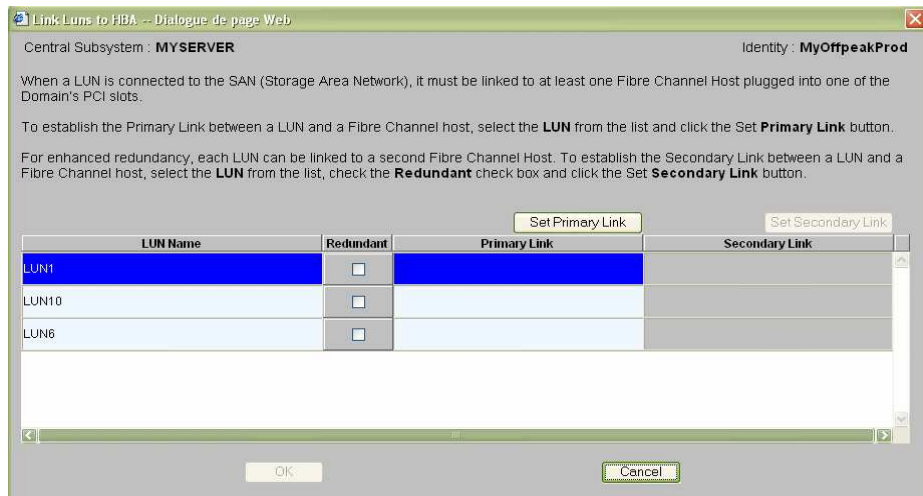 Link Luns to HBA -- Dialogue de page Web
Central Subsystem : MYSERVER
Identity : MyOffpeakProd
When a LUN is connected to the SAN (Storage Area Network), it must be linked to at least one Fibre Channel Host plugged into one of the
Domain's PCI slots.
To establish the Primary Link between a LUN and a Fibre Channel host, select the LUN from the list and click the Set Primary Link button.
For enhanced redundancy, each LUN can be linked to a second Fibre Channel Host. To establish the Secondary Link between a LUN and a
Fibre Channel host, select the LUN from the list, check the Redundant check box and click the Set Secondary Link button.
Set Primary Link
Set Secondary Link
LUN Name
Redundant
Primary Link
Secondary Link
LUN1
LUN10
LUN6
OK
Cancel